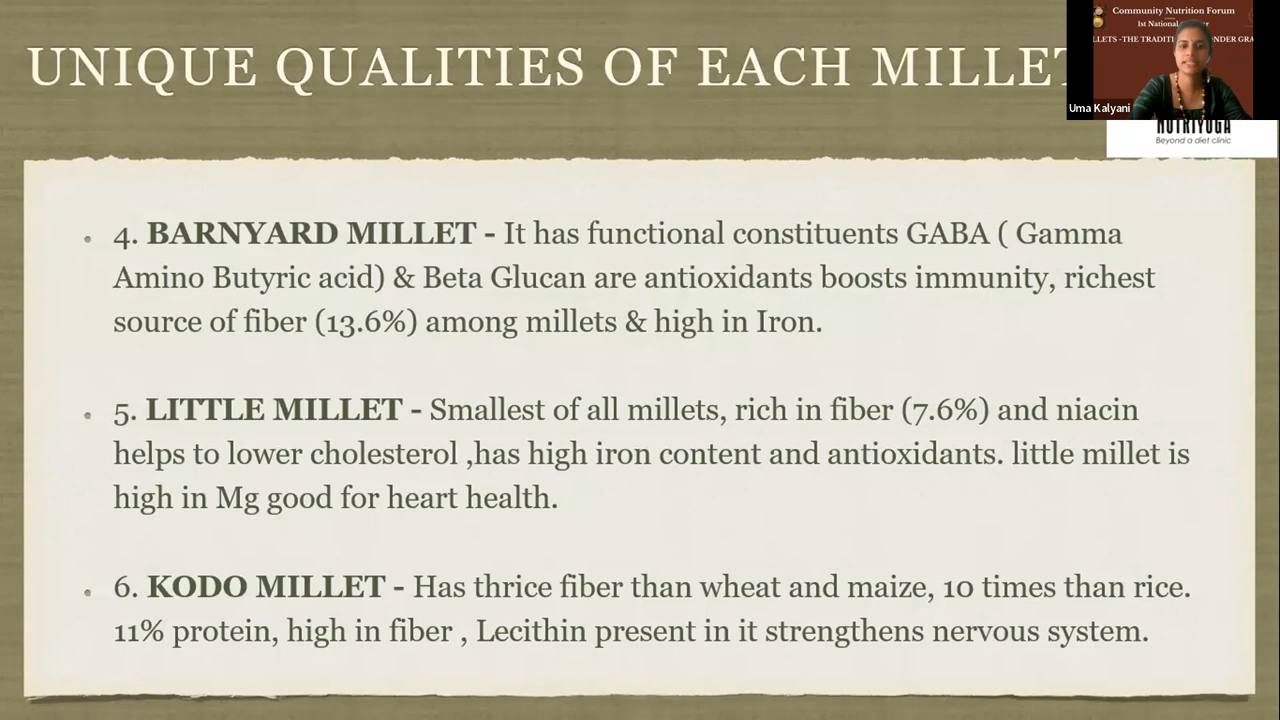 UNIQUE QUALITIES OF EACH MILLET
Community Nutrition Forum
1st National
Uma Kalyani
NUTRIYOGA
Beyond a diet clinic
4. BARNYARD MILLET - It has functional constituents GABA ( Gamma
Amino Butyric acid) & Beta Glucan are antioxidants boosts immunity, richest
source of fiber (13.6%) among millets & high in Iron.
5. LITTLE MILLET - Smallest of all millets, rich in fiber (7.6%) and niacin
helps to lower cholesterol ,has high iron content and antioxidants. little millet is
high in Mg good for heart health.
6. KODO MILLET - Has thrice fiber than wheat and maize, 10 times than rice.
11% protein, high in fiber , Lecithin present in it strengthens nervous system.